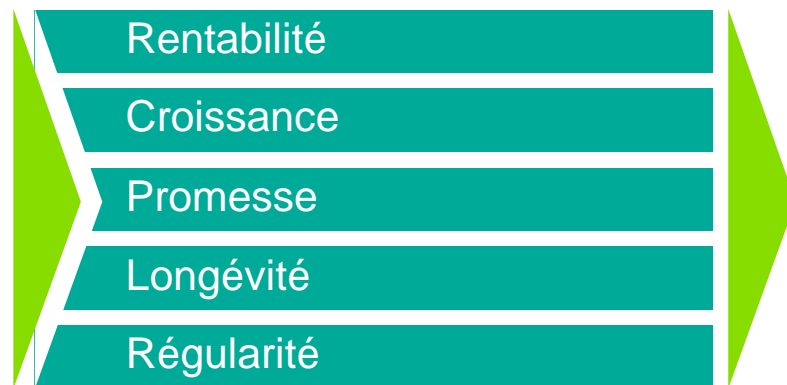 Rentabilité
Croissance
Promesse
Longévité
Régularité